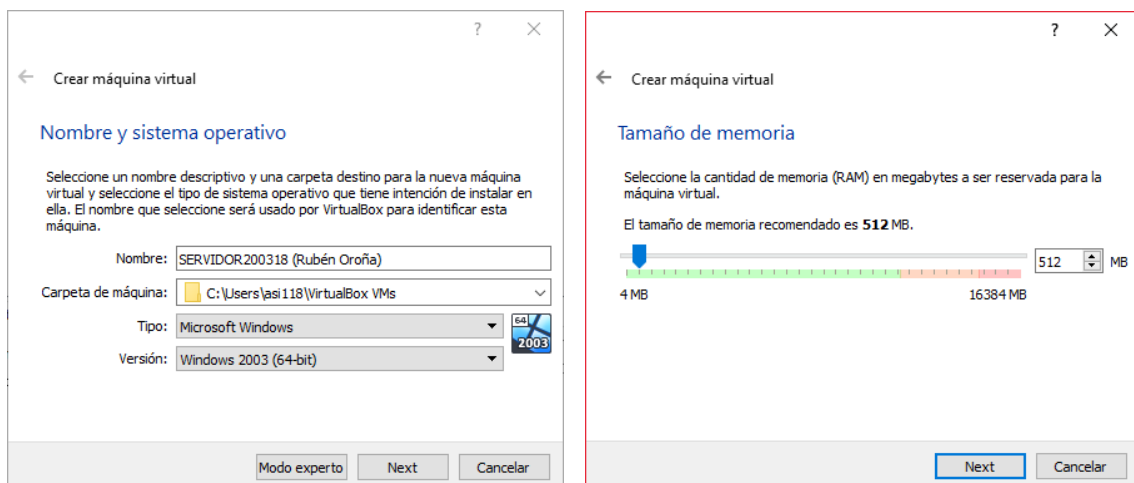 ?
Crear máquina virtual
Nombre y sistema operativo
Seleccione un nombre descriptivo y una carpeta destino para la nueva máquina
virtual y seleccione el tipo de sistema operativo que tiene intención de instalar en
ella. El nombre que seleccione será usado por VirtualBox para identificar esta
máquina.
Nombre: SERVIDOR200318 (Rubén Oroña)
Carpeta de máquina: C:\Users\asi118\VirtualBox VMs
Tipo: Microsoft Windows
64
2003
Versión: Windows 2003 (64-bit)
Modo experto Next Cancelar
?
Crear máquina virtual
Tamaño de memoria
Seleccione la cantidad de memoria (RAM) en megabytes a ser reservada para la
máquina virtual.
El tamaño de memoria recomendado es 512 MB.
512 MB
4 MB 16384 MB
Next Cancelar